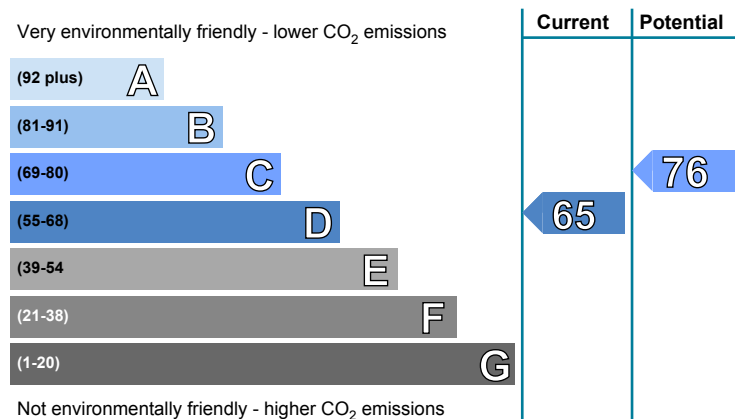 Very environmentally friendly - lower CO₂ emissions
Current
Potential
(92 plus) A
(81-91) B
(69-80) C
(55-68) D
(39-54 E
(21-38) F
(1-20) G
65
76
Not environmentally friendly - higher CO₂ emissions